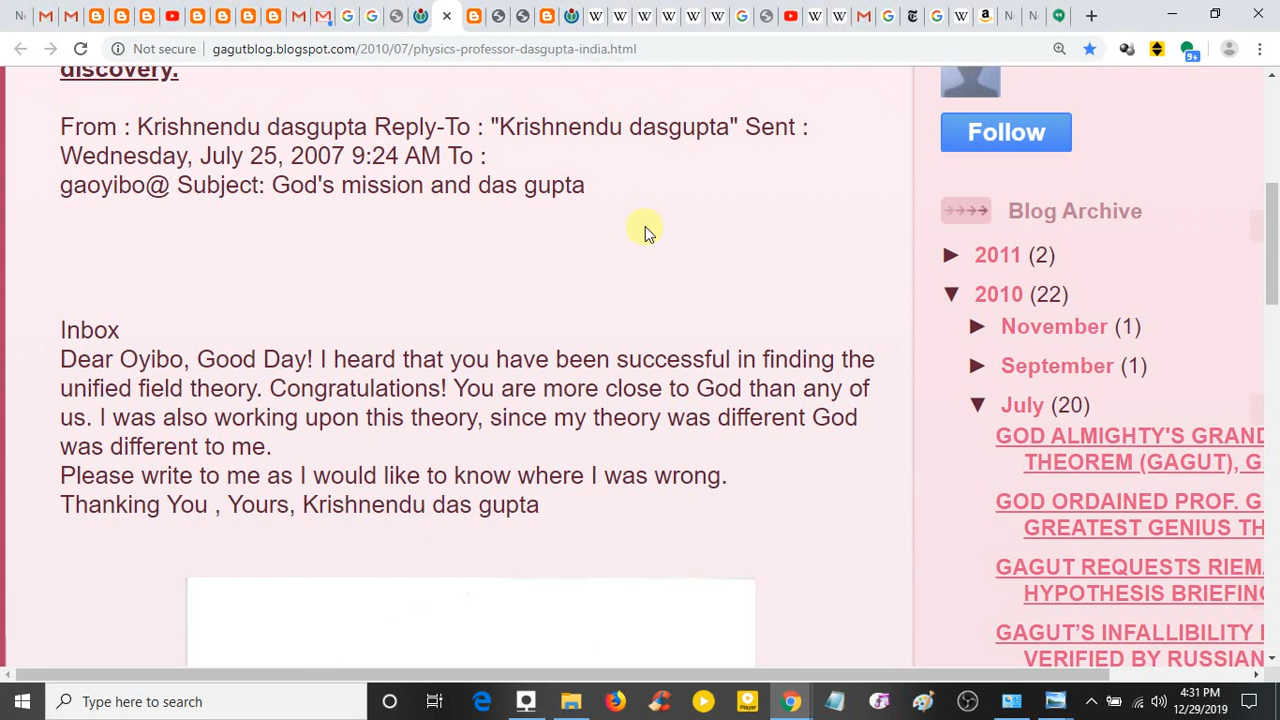 Not secure
gagutblog.blogspot.com/2010/07/physics-professor-dasgupta-india.html
9+
discovery.
From : Krishnendu dasgupta Reply-To : "Krishnendu dasgupta" Sent :
Wednesday, July 25, 2007 9:24 AM To :
gaoyibo@ Subject: God's mission and das gupta
Inbox
Dear Oyibo, Good Day! I heard that you have been successful in finding the
unified field theory. Congratulations! You are more close to God than any of
us. I was also working upon this theory, since my theory was different God
was different to me.
Please write to me as I would like to know where I was wrong.
Thanking You , Yours, Krishnendu das gupta
Follow
Blog Archive
► 2011 (2)
▼ 2010 (22)
► November (1)
► September (1)
▼ July (20)
GOD ALMIGHTY'S GRAND
THEOREM (GAGUT), G
GOD ORDAINED PROF. G
GREATEST GENIUS TH
GAGUT REQUESTS RIEMA
HYPOTHESIS BRIEFING
GAGUT'S INFALLIBILITY
VERIFIED BY RUSSIAN
Type here to search
4:31 PM
12/29/2019